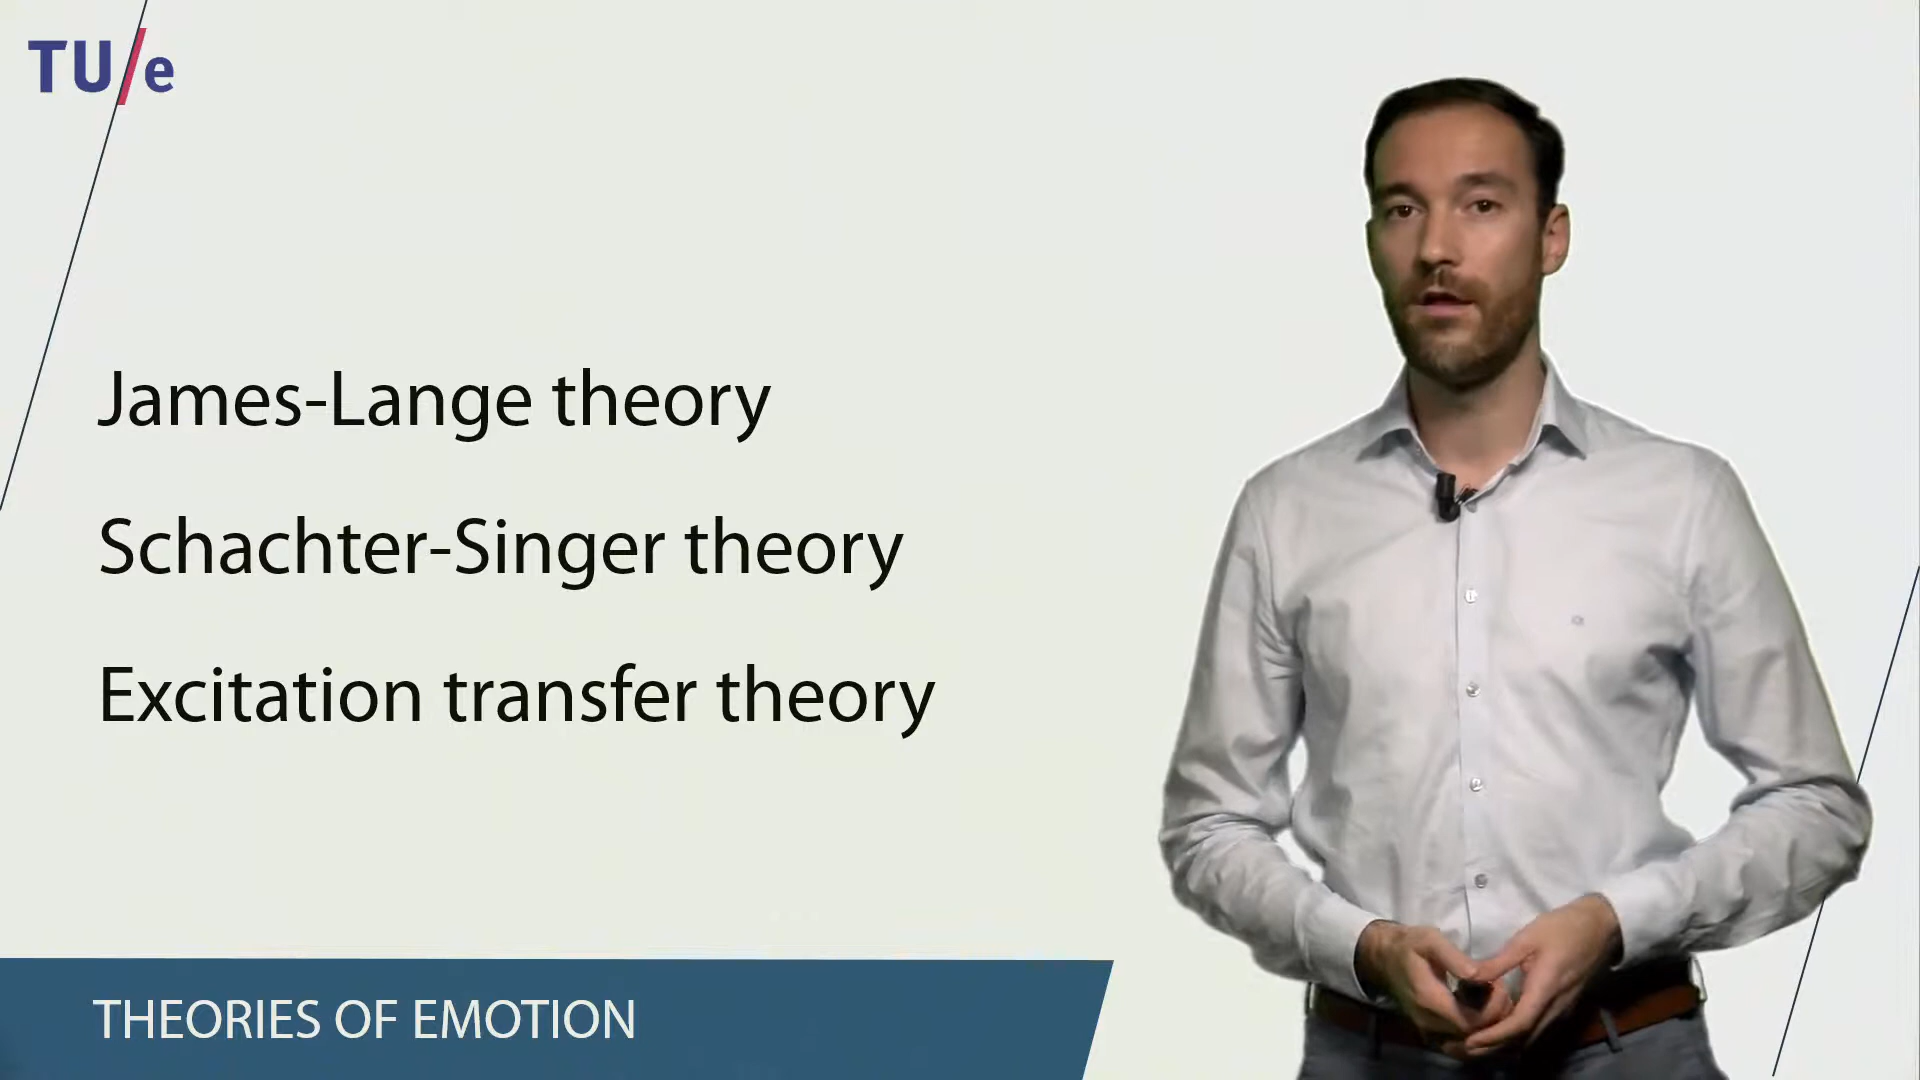 TU/e
James-Lange theory
Schachter-Singer theory
Excitation transfer theory
THEORIES OF EMOTION